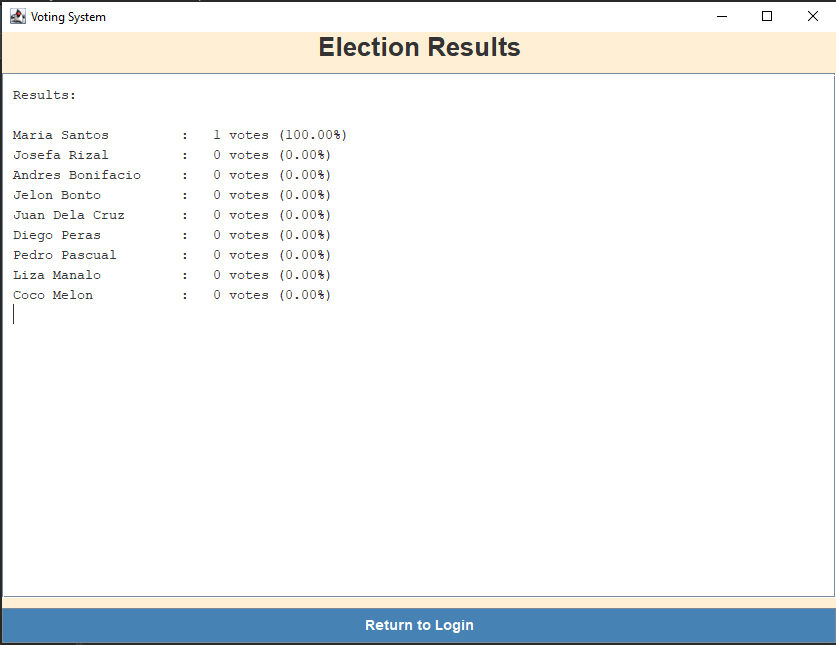 Voting System
Election Results
Results:
Maria Santos : 1 votes (100.00%)
Josefa Rizal : 0 votes (0.00%)
Andres Bonifacio : 0 votes (0.00%)
Jelon Bonto : 0 votes (0.00%)
Juan Dela Cruz : 0 votes (0.00%)
Diego Peras : 0 votes (0.00%)
Pedro Pascual : 0 votes (0.00%)
Liza Manalo : 0 votes (0.00%)
Coco Melon : 0 votes (0.00%)
Return to Login